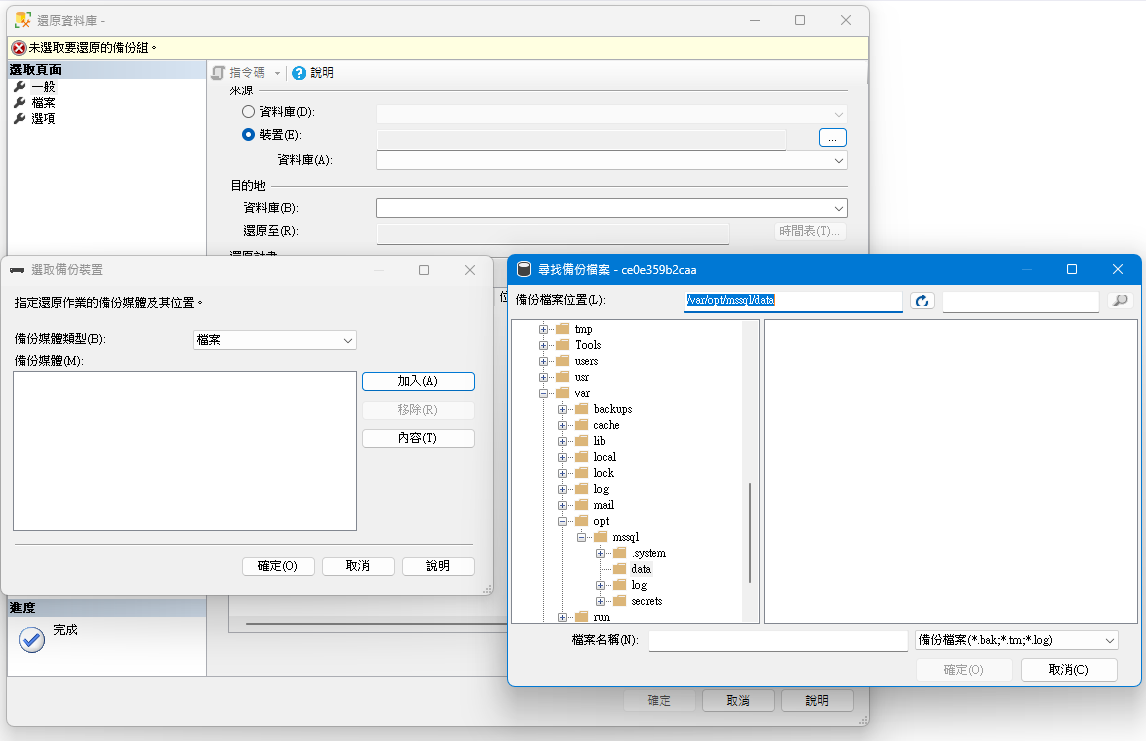 還原資料庫 -
未選取要還原的備份組。
選取頁面
一般
檔案
選項
指令碼
說明
來源
資料庫(D):
裝置(E):
...
資料庫(A):
目的地
資料庫(B):
還原至(R):
時間表(T)...
還原計畫
選取備份裝置
指定還原作業的備份媒體及其位置。
備份媒體類型(B):
檔案
備份媒體(M):
加入(A)
移除(R)
內容(T)
確定(O)
取消
說明
尋找備份檔案 - ce0e359b2caa
備份檔案位置(L):
/var/opt/mssql/data
tmp
Tools
users
usr
var
backups
cache
lib
local
lock
log
mail
opt
mssql
.system
data
log
secrets
run
檔案名稱(N):
備份檔案(*.bak;*.trn;*.log)
確定(O)
取消(C)
進度
完成
確定
取消
說明